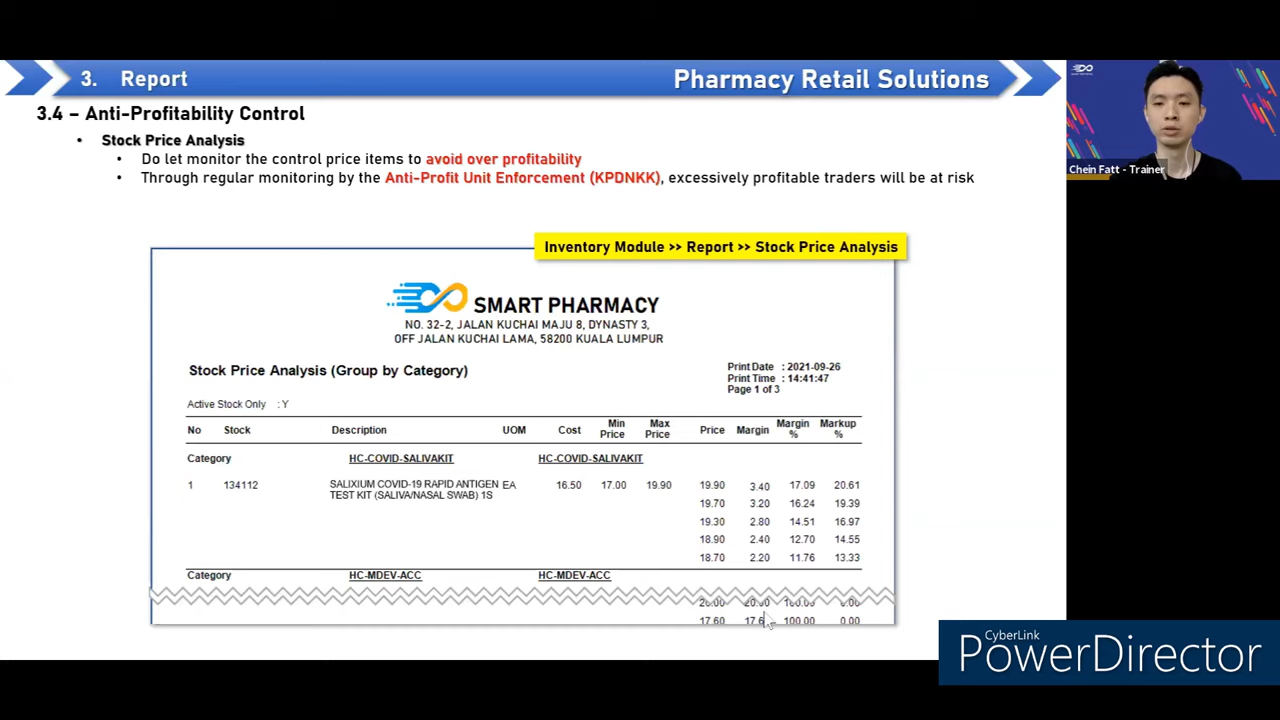 3. Report
Pharmacy Retail Solutions
Chein Fatt - Trainer
3.4 – Anti-Profitability Control
• Stock Price Analysis
• Do let monitor the control price items to avoid over profitability
• Through regular monitoring by the Anti-Profit Unit Enforcement (KPDNKK), excessively profitable traders will be at risk
Inventory Module >> Report >> Stock Price Analysis
SMART PHARMACY
NO. 32-2, JALAN KUCHAI MAJU 8, DYNASTY 3,
OFF JALAN KUCHAI LAMA, 58200 KUALA LUMPUR
Stock Price Analysis (Group by Category)
Print Date : 2021-09-26
Print Time : 14:41:47
Page 1 of 3
Active Stock Only : Y
No Stock Description UOM Cost Min Price Max Price Price Margin Margin % Markup %
Category HC-COVID-SALIVAKIT HC-COVID-SALIVAKIT
1 134112 SALIXIUM COVID-19 RAPID ANTIGEN EA 16.50 17.00 19.90 19.90 3.40 17.09 20.61
TEST KIT (SALIVA/NASAL SWAB) 1S
19.70 3.20 16.24 19.39
19.30 2.80 14.51 16.97
18.90 2.40 12.70 14.55
18.70 2.20 11.76 13.33
Category HC-MDEV-ACC HC-MDEV-ACC
17.60 100.00 0.00
CyberLink
PowerDirector